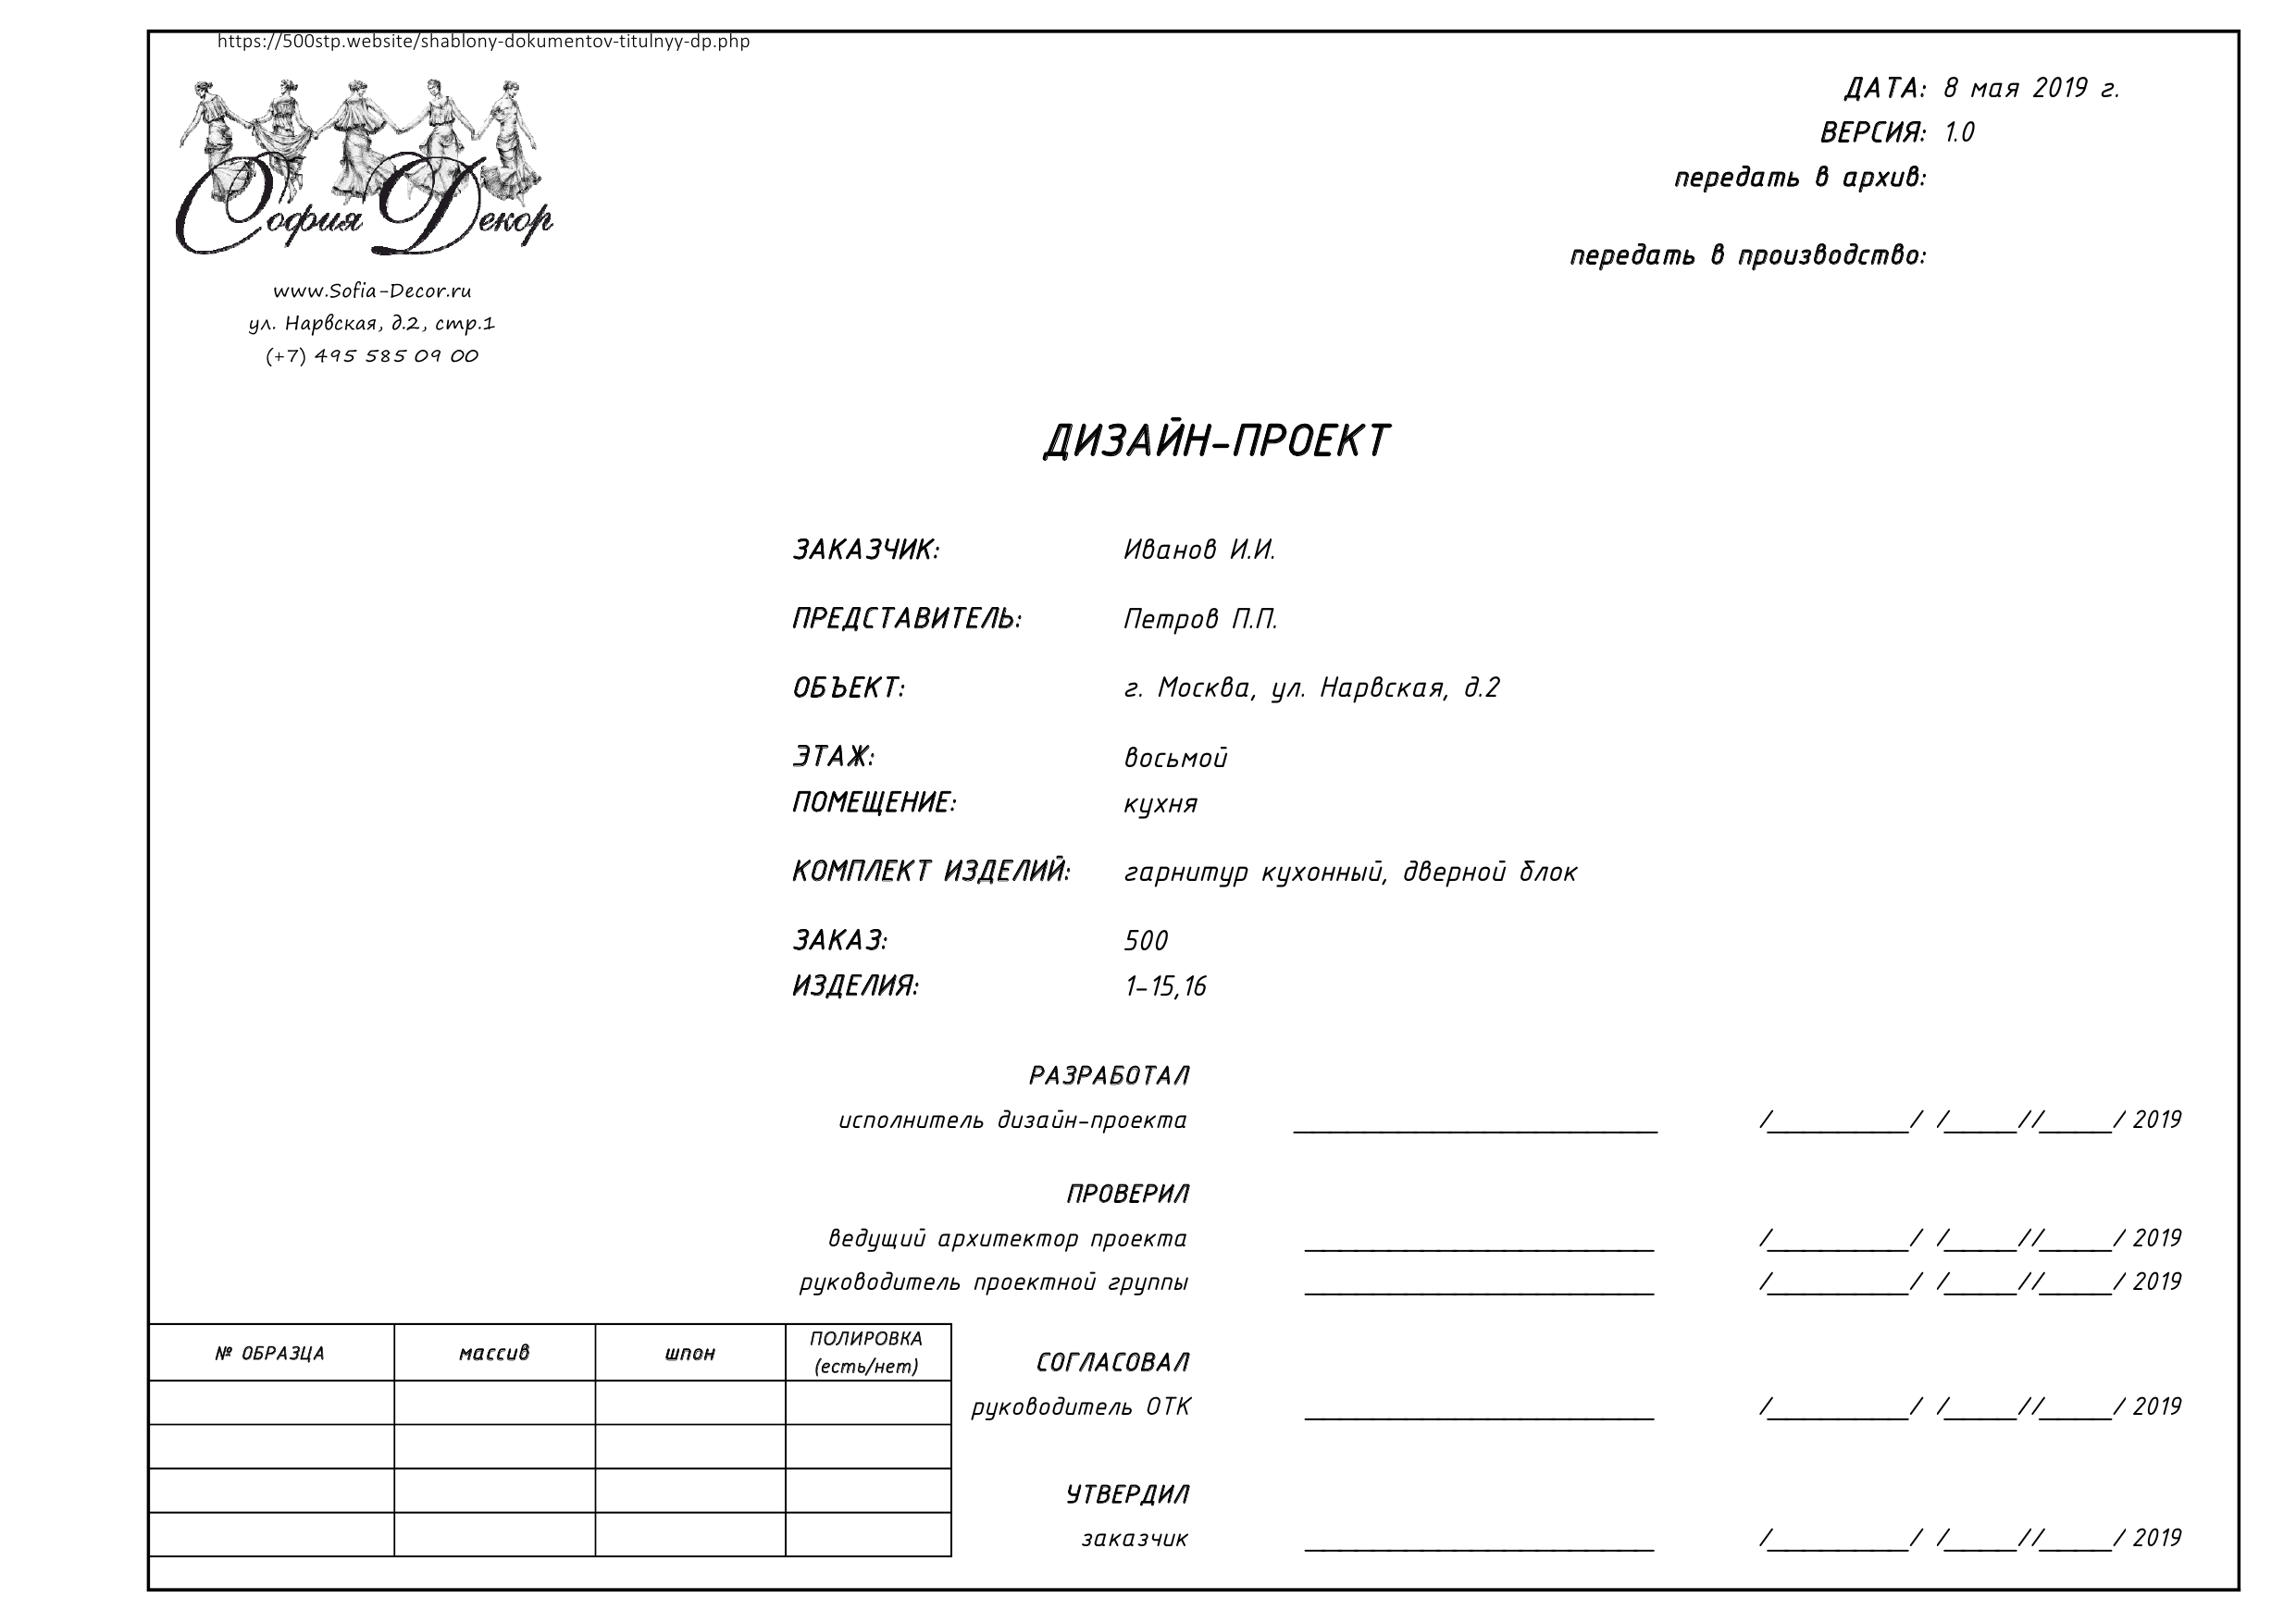 https://500stp.website/shablony-dokumentov-titulnyy-dp.php
София Декор
www.Sofia-Decor.ru
ул. Нарвская, д.2, стр.1
(+7) 495 585 09 00
ДАТА: 8 мая 2019 г.
ВЕРСИЯ: 1.0
передать в архив:
передать в производство:
ДИЗАЙН-ПРОЕКТ
ЗАКАЗЧИК: Иванов И.И.
ПРЕДСТАВИТЕЛЬ: Петров П.П.
ОБЪЕКТ: г. Москва, ул. Нарвская, д.2
ЭТАЖ: восьмой
ПОМЕЩЕНИЕ: кухня
КОМПЛЕКТ ИЗДЕЛИЙ: гарнитур кухонный, дверной блок
ЗАКАЗ: 500
ИЗДЕЛИЯ: 1-15,16
РАЗРАБОТАЛ
исполнитель дизайн-проекта ____________________ /__________/ /_____//_____/ 2019
ПРОВЕРИЛ
ведущий архитектор проекта ____________________ /__________/ /_____//_____/ 2019
руководитель проектной группы ____________________ /__________/ /_____//_____/ 2019
№ ОБРАЗЦА массив шпон ПОЛИРОВКА
(есть/нет)
СОГЛАСОВАЛ
руководитель ОТК ____________________ /__________/ /_____//_____/ 2019
УТВЕРДИЛ
заказчик ____________________ /__________/ /_____//_____/ 2019